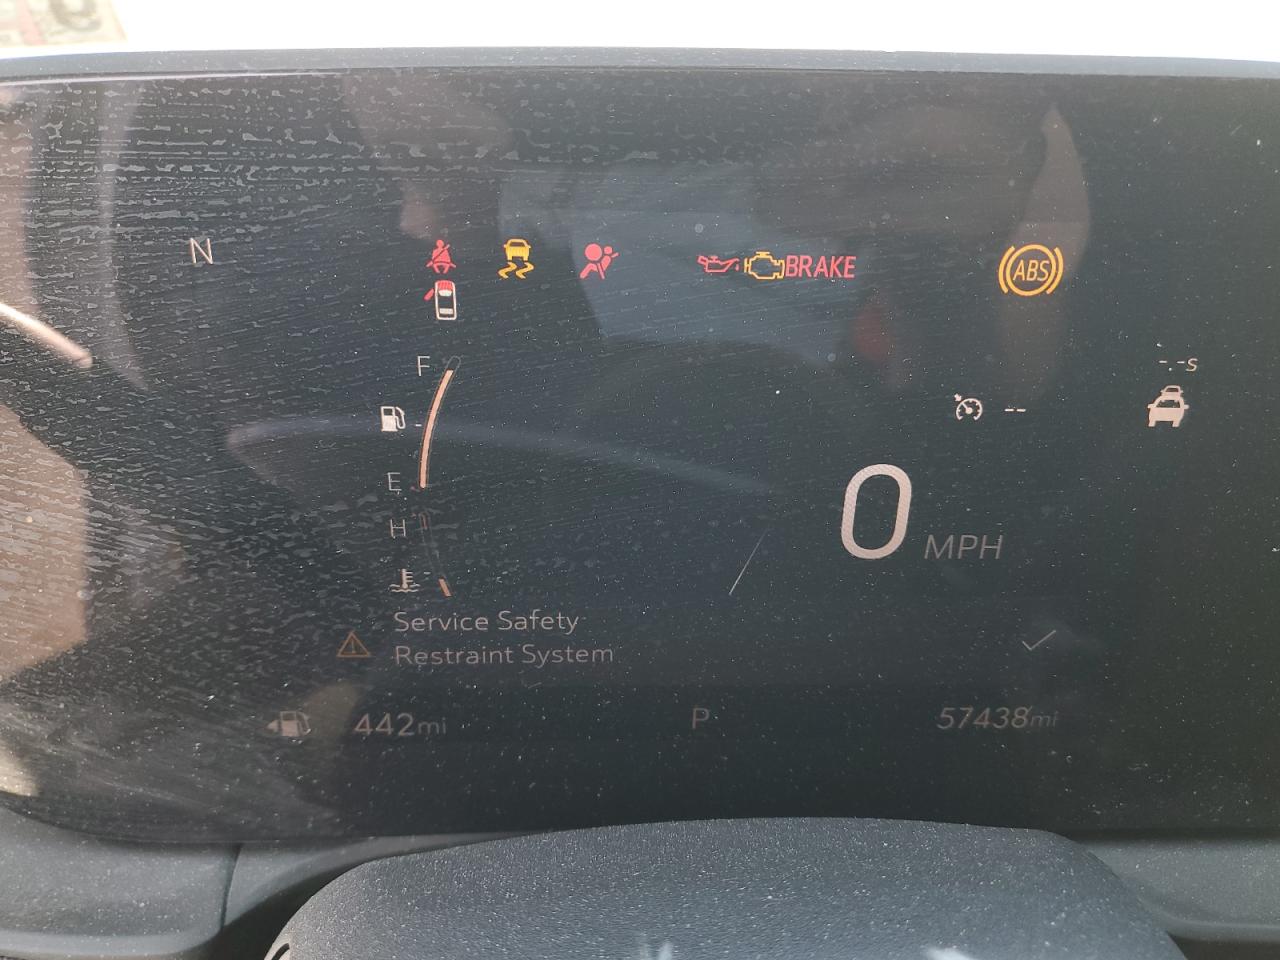 N
BRAKE
ABS
F
-.-s
--
E
H
0 MPH
Service Safety
Restraint System
442mi
P
57438mi